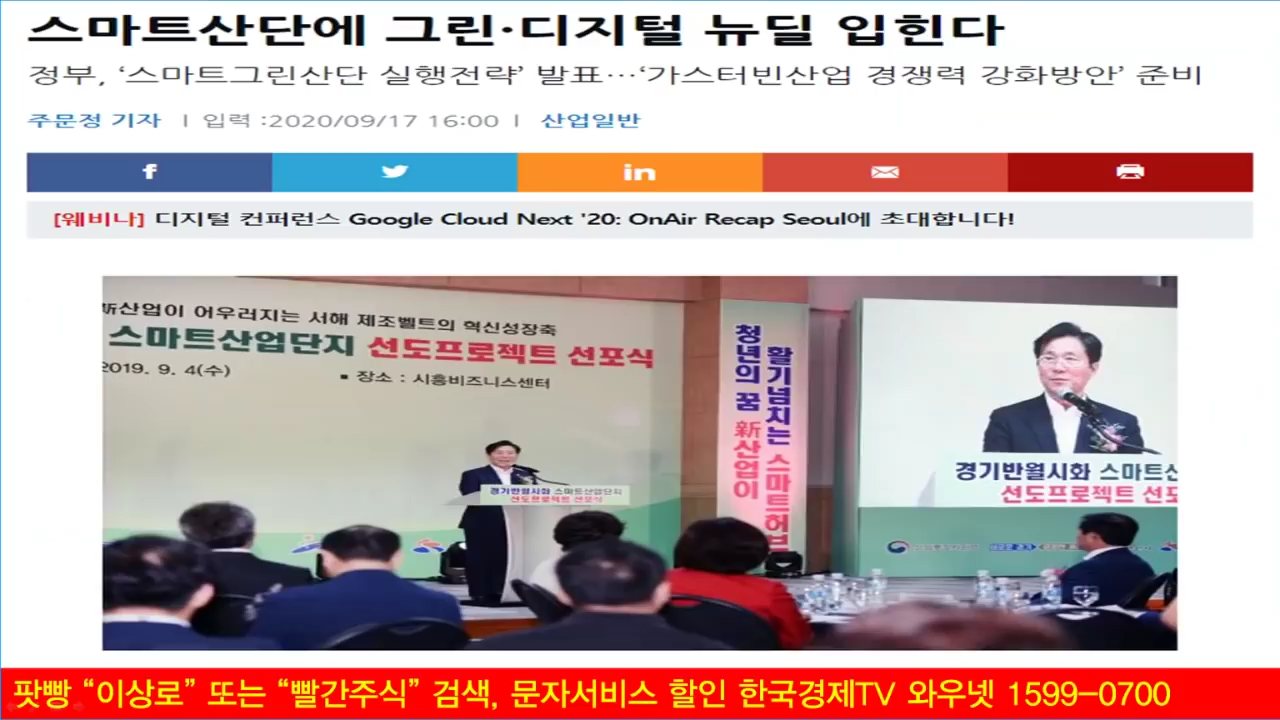 스마트산단에 그린·디지털 뉴딜 입힌다
정부, ‘스마트그린산단 실행전략’ 발표…‘가스터빈산업 경쟁력 강화방안’ 준비
주문정 기자 | 입력 :2020/09/17 16:00 | 산업일반
f in
[웨비나] 디지털 컨퍼런스 Google Cloud Next '20: OnAir Recap Seoul에 초대합니다!
新산업이 어우러지는 서해 제조벨트의 혁신성장축
스마트산업단지 선도프로젝트 선포식
2019. 9. 4(수) ▪ 장소 : 시흥비즈니스센터
경기반월시화 스마트산업단지
선도프로젝트 선포식
청년의 꿈 新산업이
활기넘치는 스마트허브
경기반월시화 스마트산
선도프로젝트 선포
팟빵 “이상로” 또는 “빨간주식” 검색, 문자서비스 할인 한국경제TV 와우넷 1599-0700